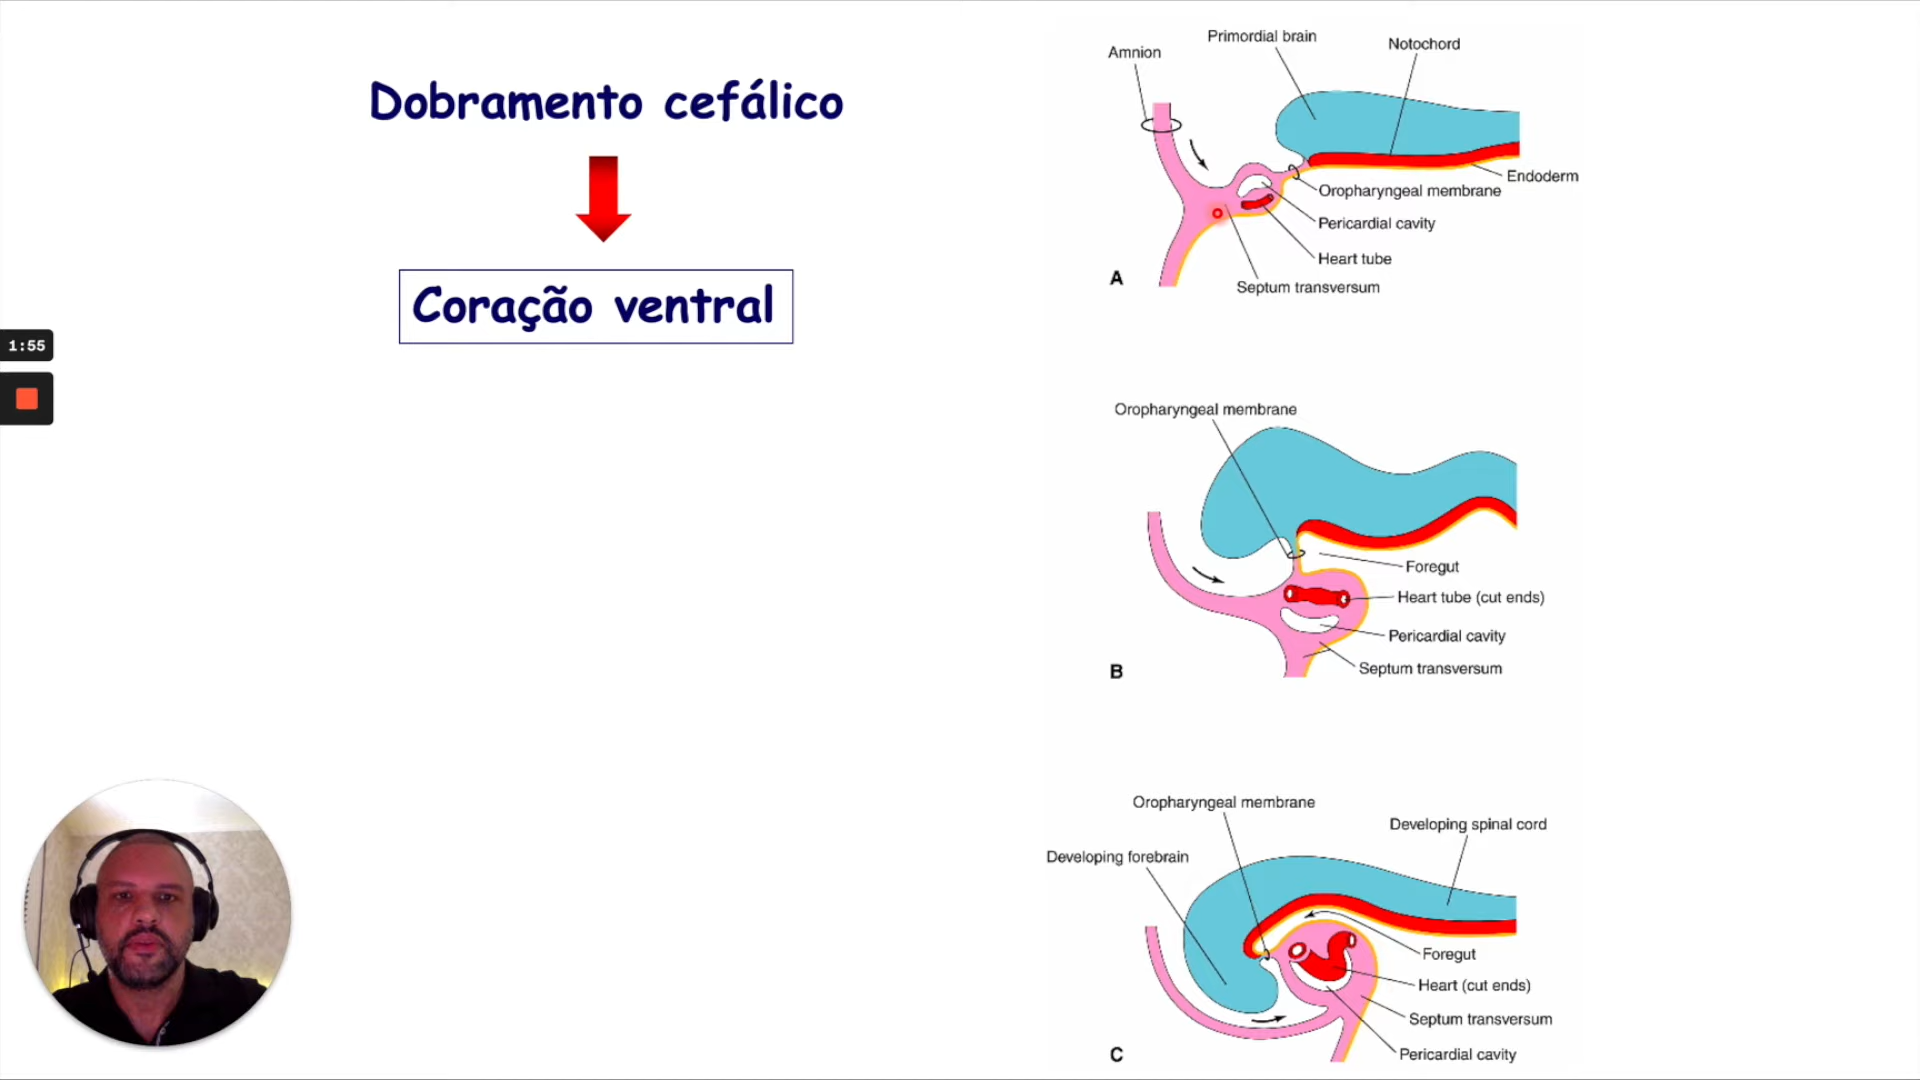 Dobramento cefálico
Coração ventral
1:55
Primordial brain
Notochord
Amnion
Endoderm
Oropharyngeal membrane
Pericardial cavity
Heart tube
Septum transversum
A
Oropharyngeal membrane
Foregut
Heart tube (cut ends)
Pericardial cavity
Septum transversum
B
Oropharyngeal membrane
Developing spinal cord
Developing forebrain
Foregut
Heart (cut ends)
Septum transversum
Pericardial cavity
C